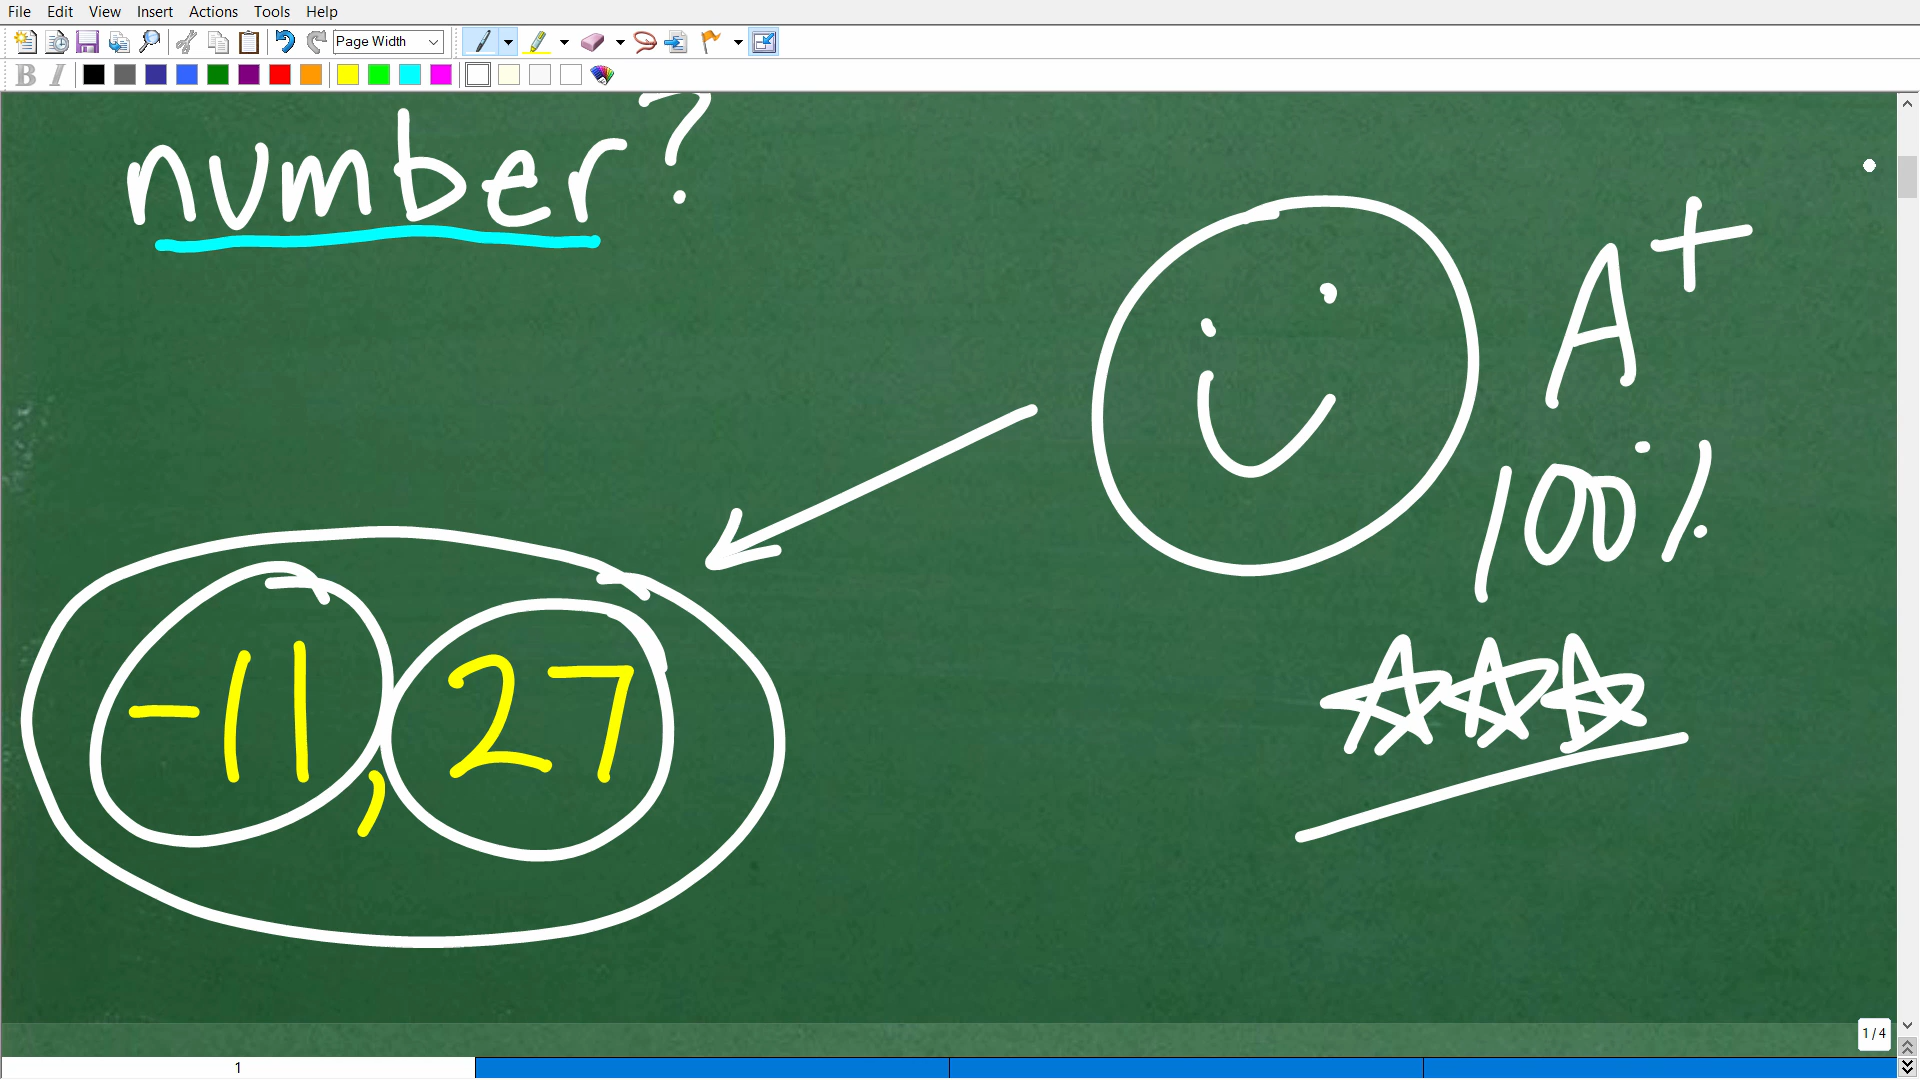 File Edit View Insert Actions Tools Help
Page Width
B I
number?
A+
100%
-11, 27
1 / 4
1